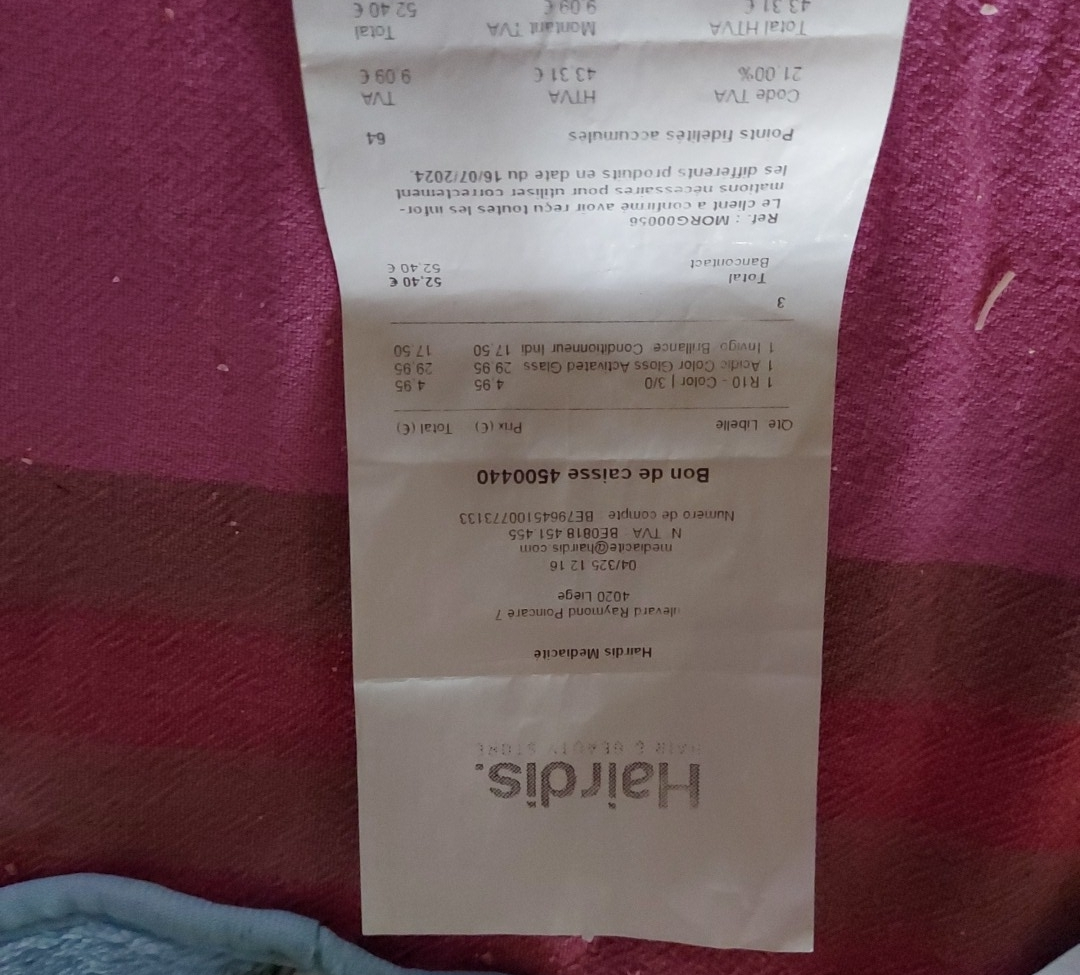 Hairdis.
HAIR & BEAUTY STORE
Hairdis Mediacité
ulevard Raymond Poincaré 7
4020 Liège
04/325 12 16
mediacite@hairdis.com
N° TVA BE0818.451.455
Numero de compte BE79645100773133
Bon de caisse 4500440
Qte Libelle Prix (€) Total (€)
1 R10 - Color | 3/0 4.95 4.95
1 Acidic Color Gloss Activated Glass 29.95 29.95
1 Invigo Brillance Conditionneur Indi 17.50 17.50
3
Total 52,40 €
Bancontact 52,40 €
Ref. : MORG00056
Le client a confirmé avoir reçu toutes les infor-
mations nécessaires pour utiliser correctement
les différents produits en date du 16/07/2024.
Points fidélités accumulés 64
Code TVA HTVA TVA
21.00% 43.31 € 9.09 €
Total HTVA Montant TVA Total
43.31 € 9.09 € 52.40 €